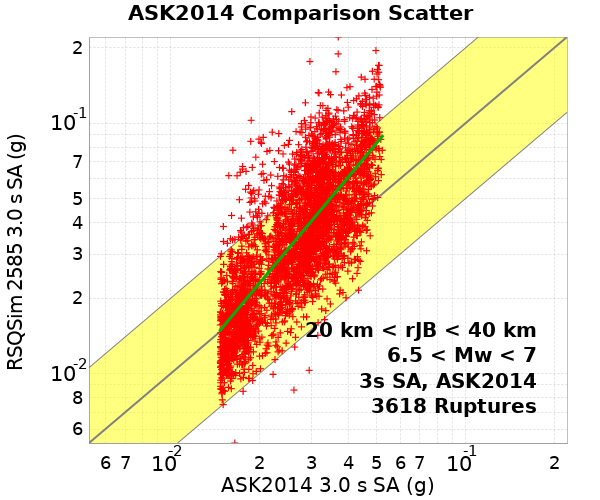 ASK2014 Comparison Scatter
RSQSim 2585 3.0 s SA (g)
2
10-1
7
5
4
3
2
10-2
8
6
20 km < rJB < 40 km
6.5 < Mw < 7
3s SA, ASK2014
3618 Ruptures
6 7 10-2 2 3 4 5 6 7 10-1 2
ASK2014 3.0 s SA (g)